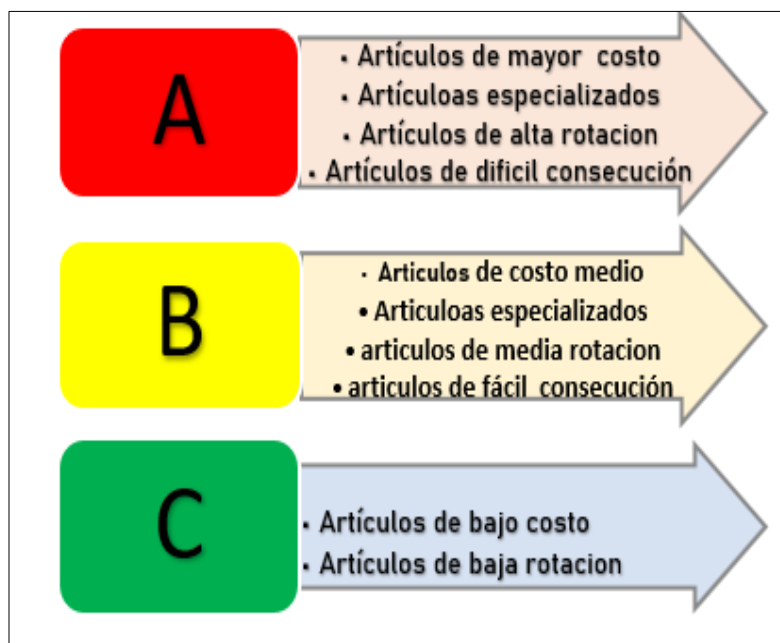 A
· Artículos de mayor costo
· Artículoas especializados
· Artículos de alta rotacion
· Artículos de dificil consecución
B
· Articulos de costo medio
• Articuloas especializados
• articulos de media rotacion
• articulos de fácil consecución
C
· Artículos de bajo costo
· Artículos de baja rotacion